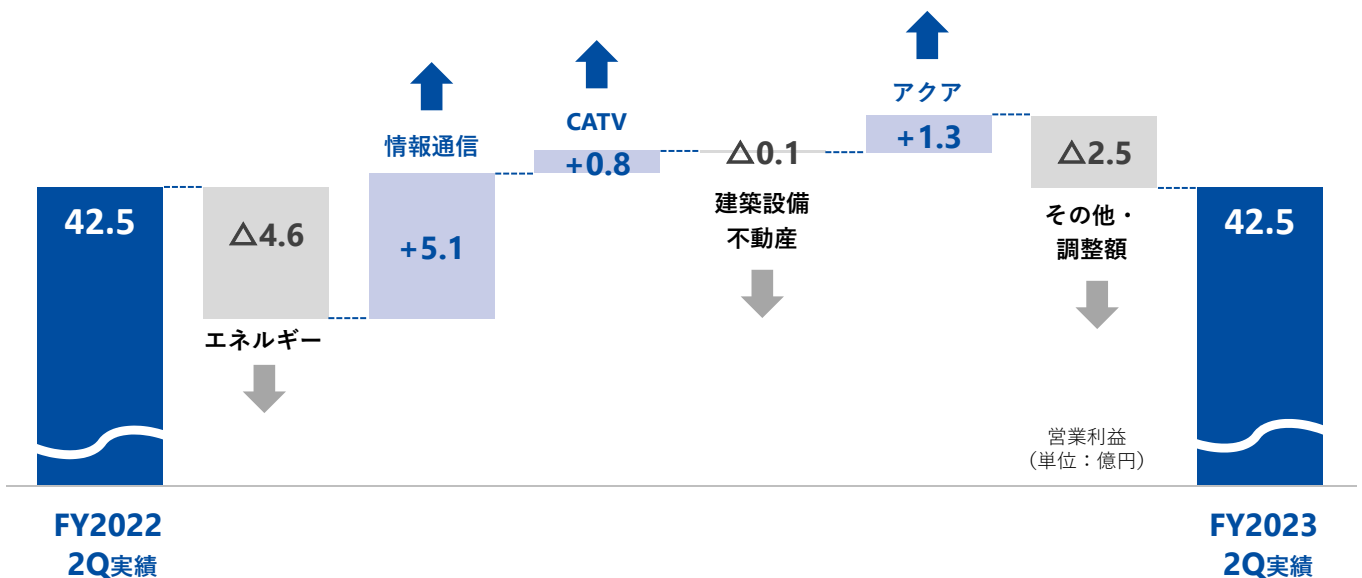 42.5
△4.6
エネルギー
情報通信
+5.1
CATV
+0.8
△0.1
建築設備
不動産
アクア
+1.3
△2.5
その他・
調整額
42.5
営業利益
(単位：億円)
FY2022
2Q実績
FY2023
2Q実績